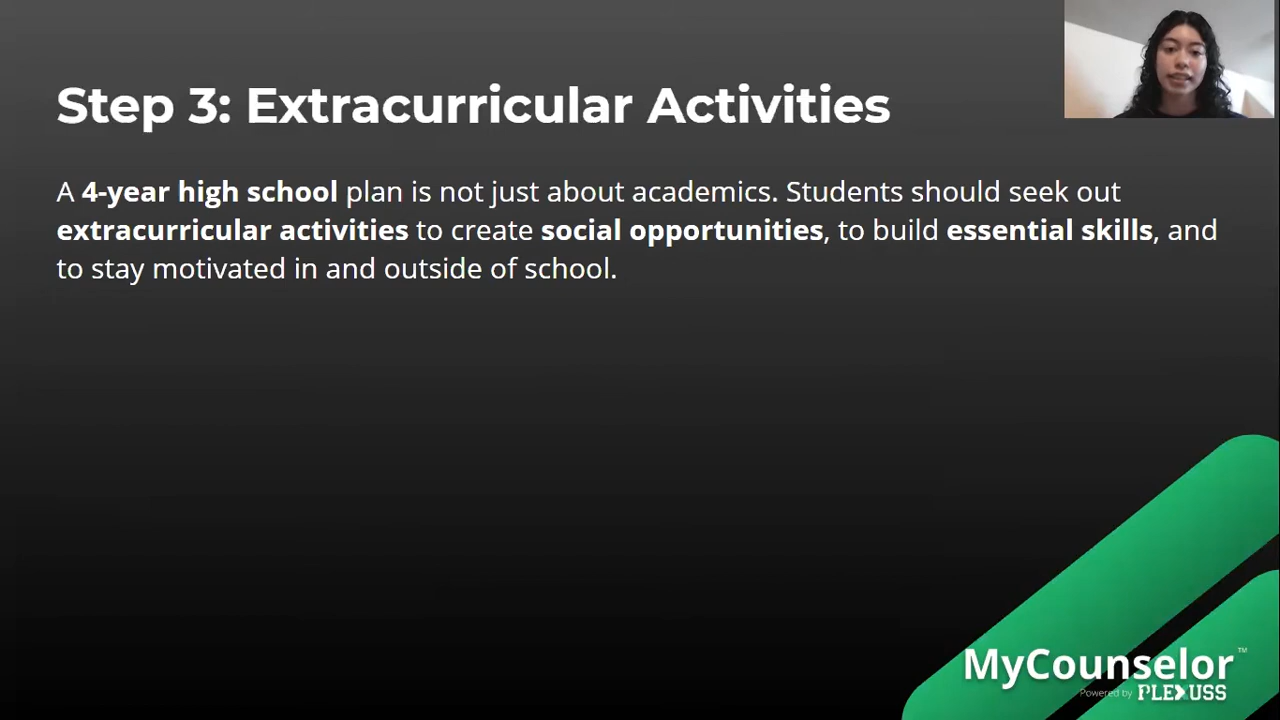 Step 3: Extracurricular Activities
A 4-year high school plan is not just about academics. Students should seek out
extracurricular activities to create social opportunities, to build essential skills, and
to stay motivated in and outside of school.
MyCounselor™
Powered by PLEXUSS